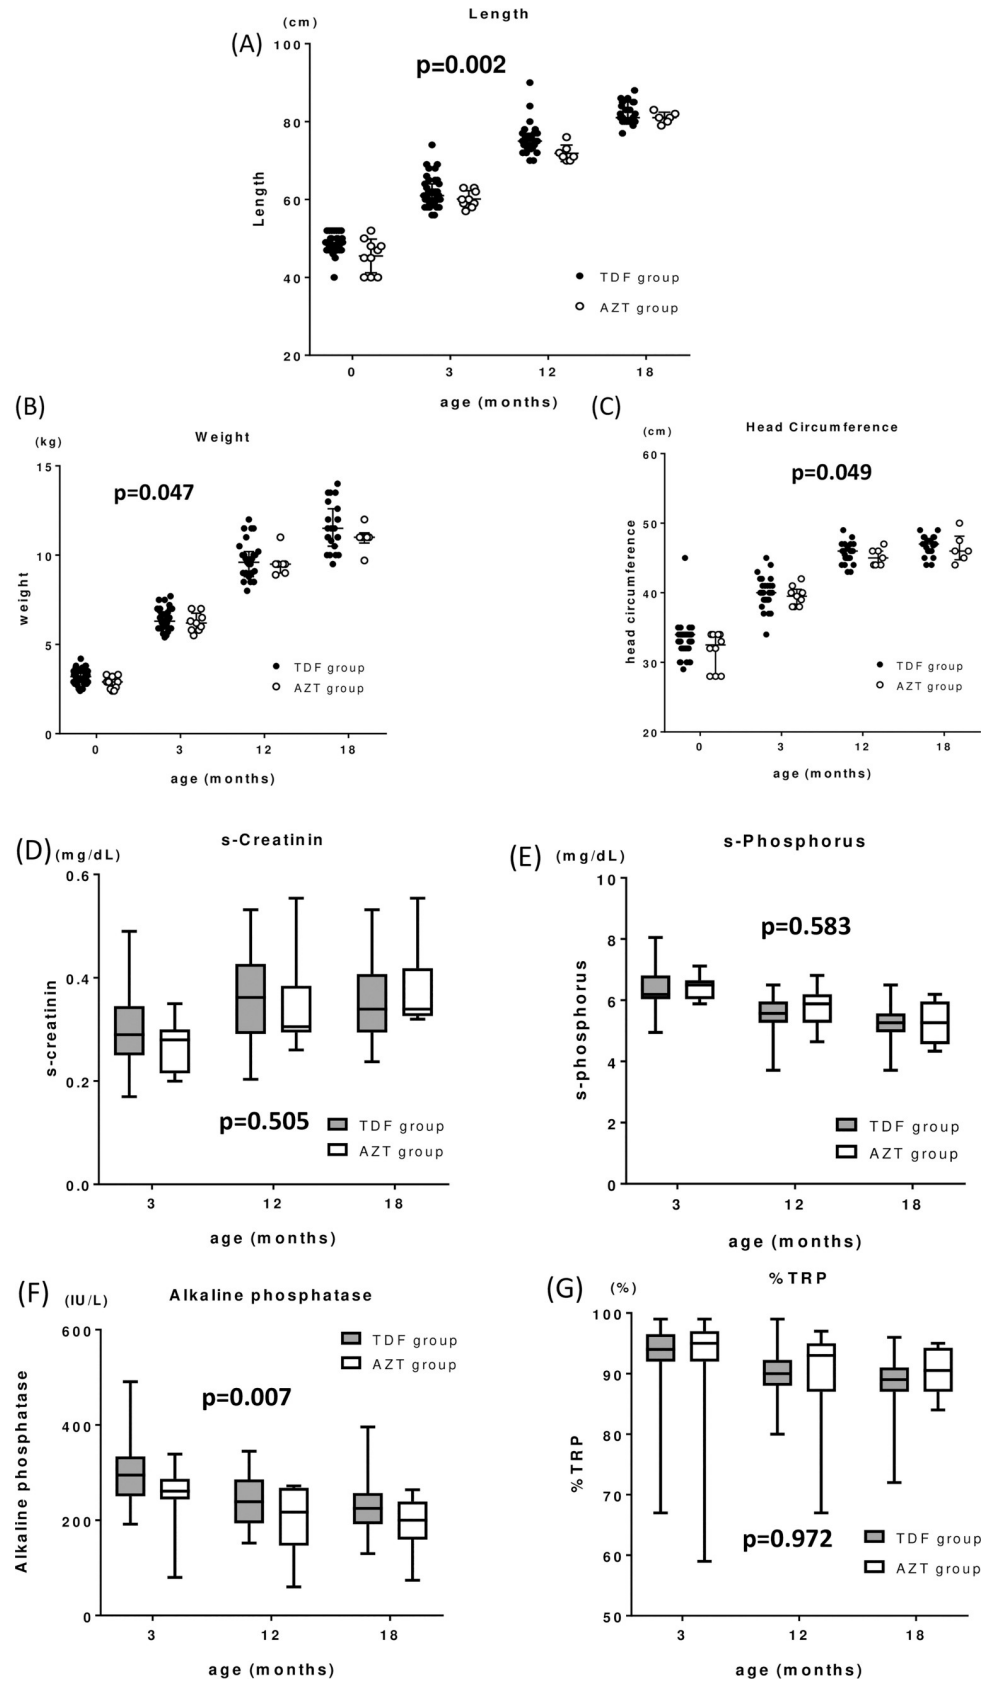 Length
(cm)
(A)
100
p=0.002
80
Length
60
40
TDF group
AZT group
20
0 3 12 18
age (months)
(B)
Weight
(kg)
15
p=0.047
10
weight
5
TDF group
AZT group
0
0 3 12 18
age (months)
(C)
Head Circumference
(cm)
60
p=0.049
50
head circumference
40
30
TDF group
AZT group
20
0 3 12 18
age (months)
(D)
s-Creatinin
(mg/dL)
0.6
0.4
s-creatinin
0.2
p=0.505
TDF group
AZT group
0.0
3 12 18
age (months)
(E)
s-Phosphorus
(mg/dL)
10
p=0.583
8
6
s-phosphorus
4
2
TDF group
AZT group
0
3 12 18
age (months)
(F)
Alkaline phosphatase
(IU/L)
600
TDF group
AZT group
p=0.007
400
Alkaline phosphatase
200
0
3 12 18
age (months)
(G)
%TRP
(%)
100
90
80
%TRP
70
p=0.972
TDF group
60
AZT group
50
3 12 18
age (months)